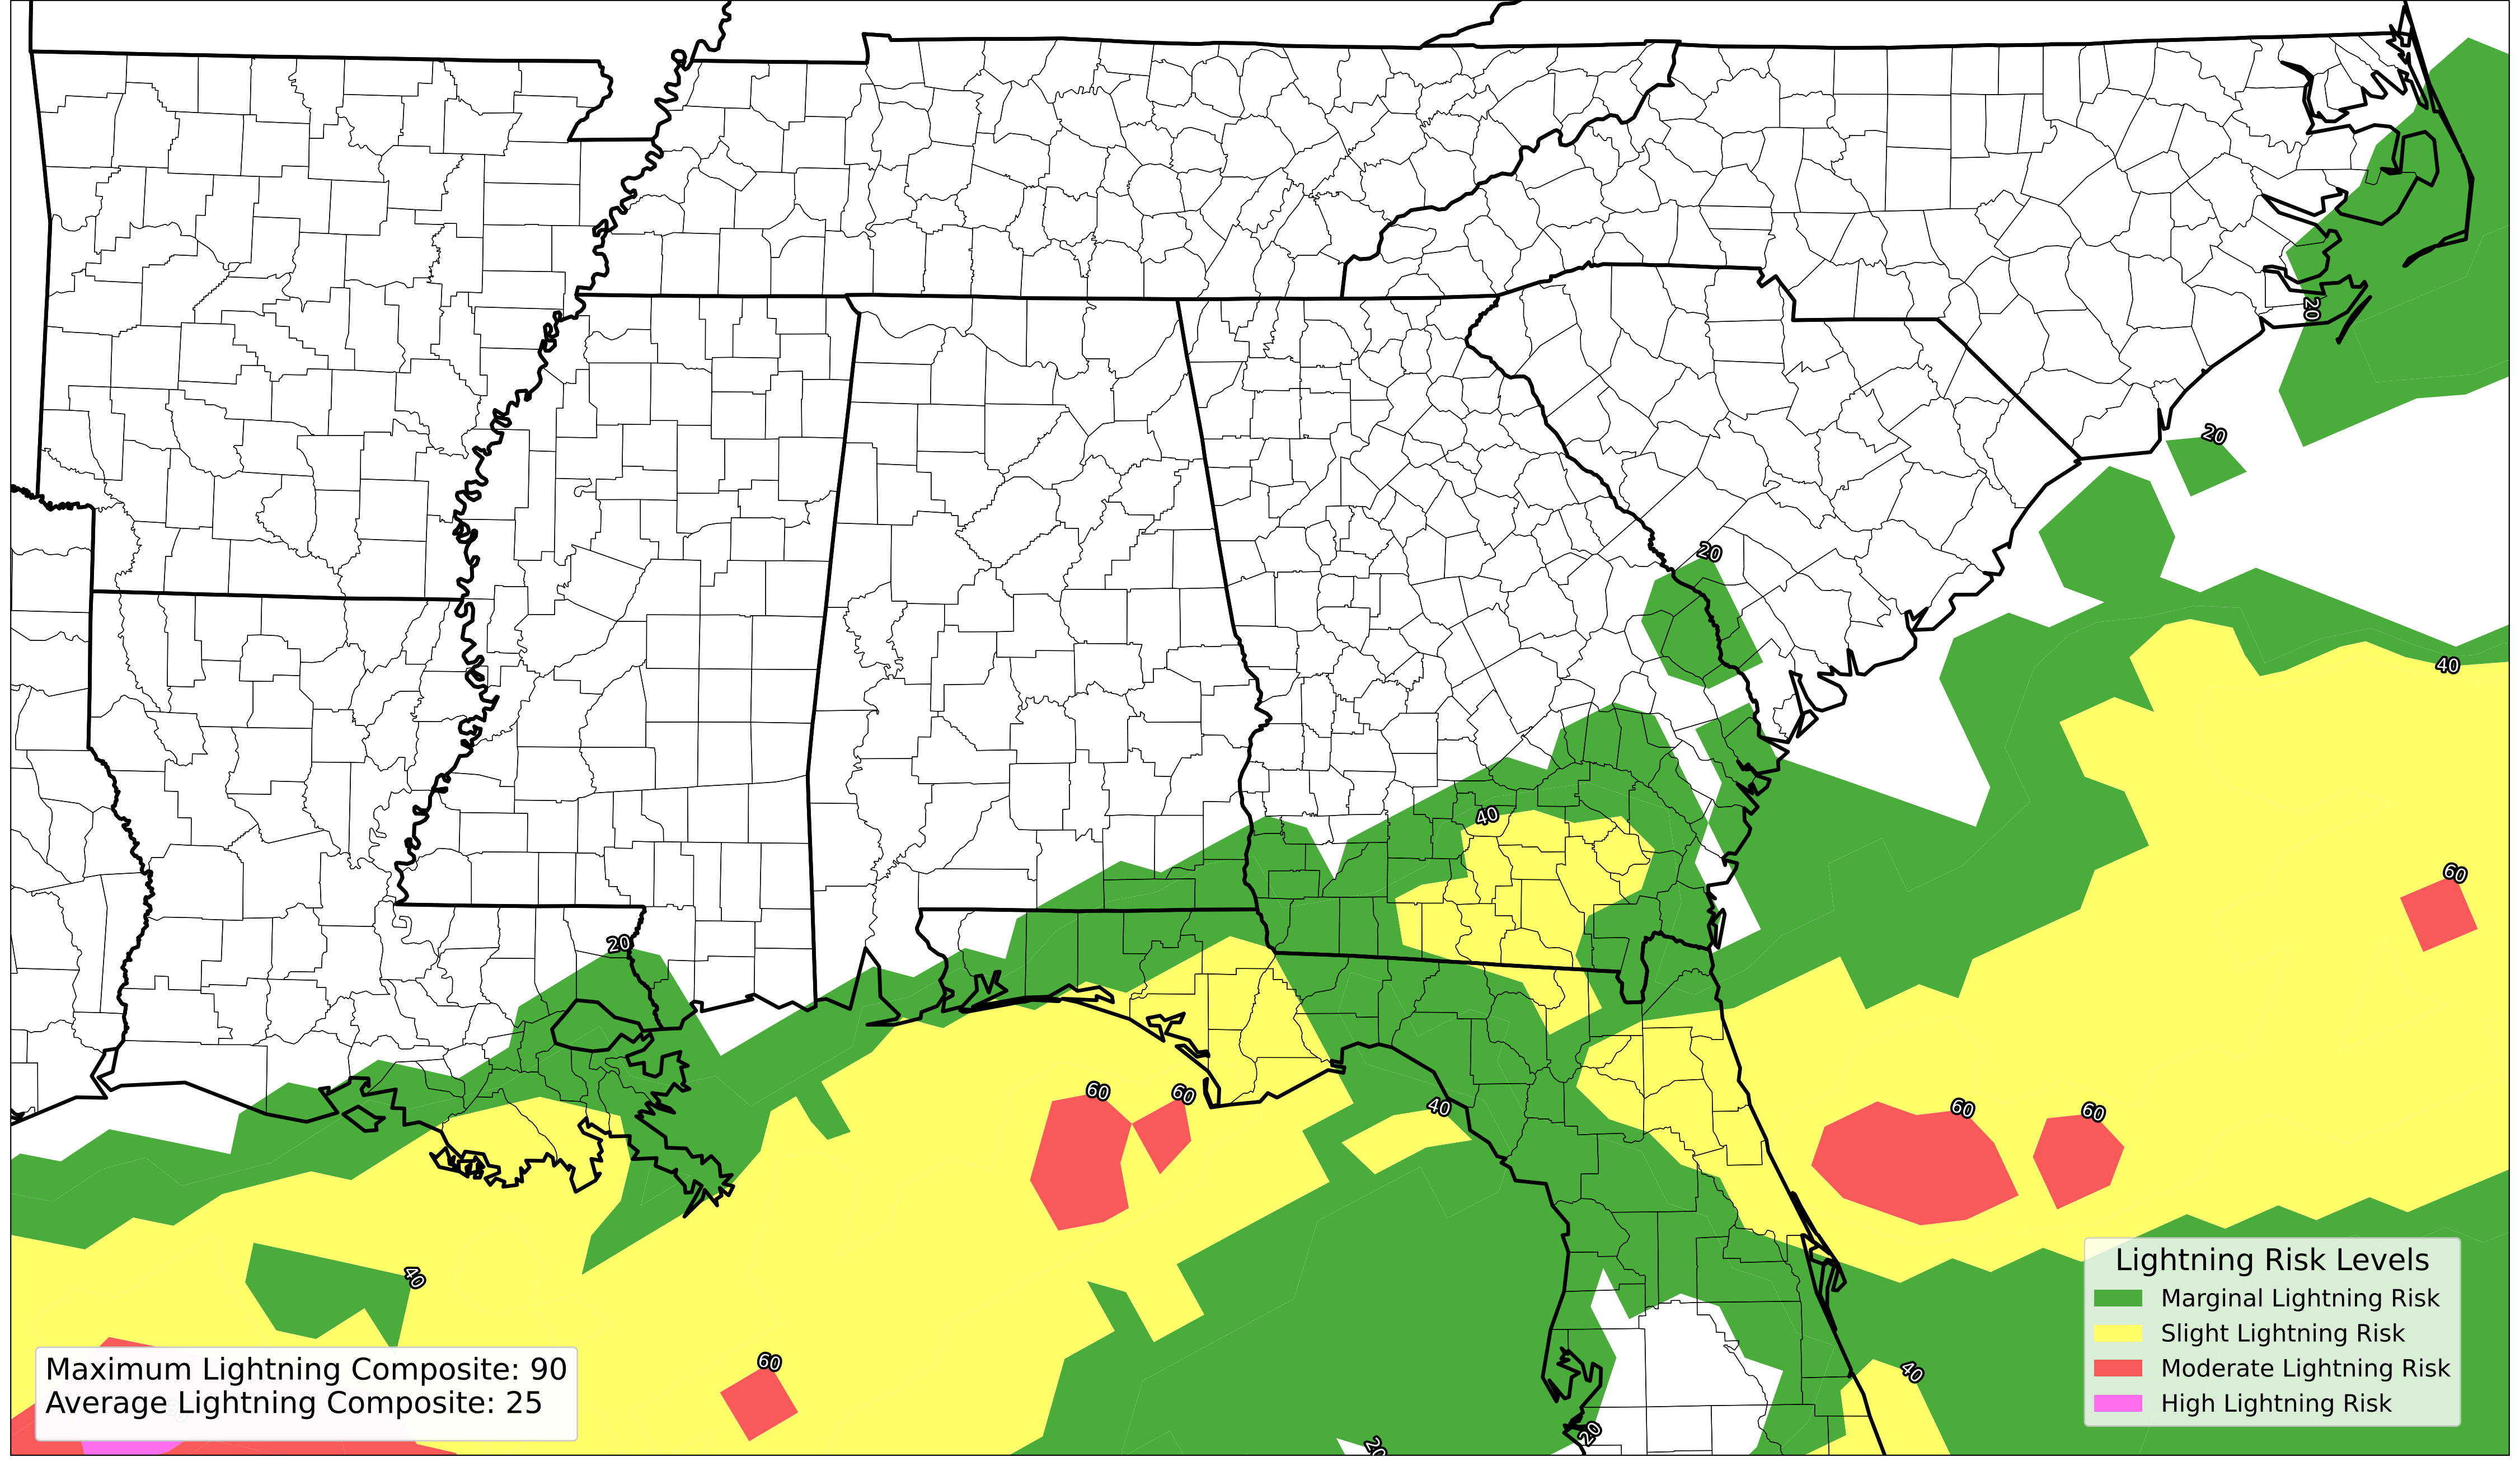 20
20
20
40
40
20
60
60
60
60
60
40
40
60
40
20
20
Lightning Risk Levels
Marginal Lightning Risk
Slight Lightning Risk
Moderate Lightning Risk
High Lightning Risk
Maximum Lightning Composite: 90
Average Lightning Composite: 25